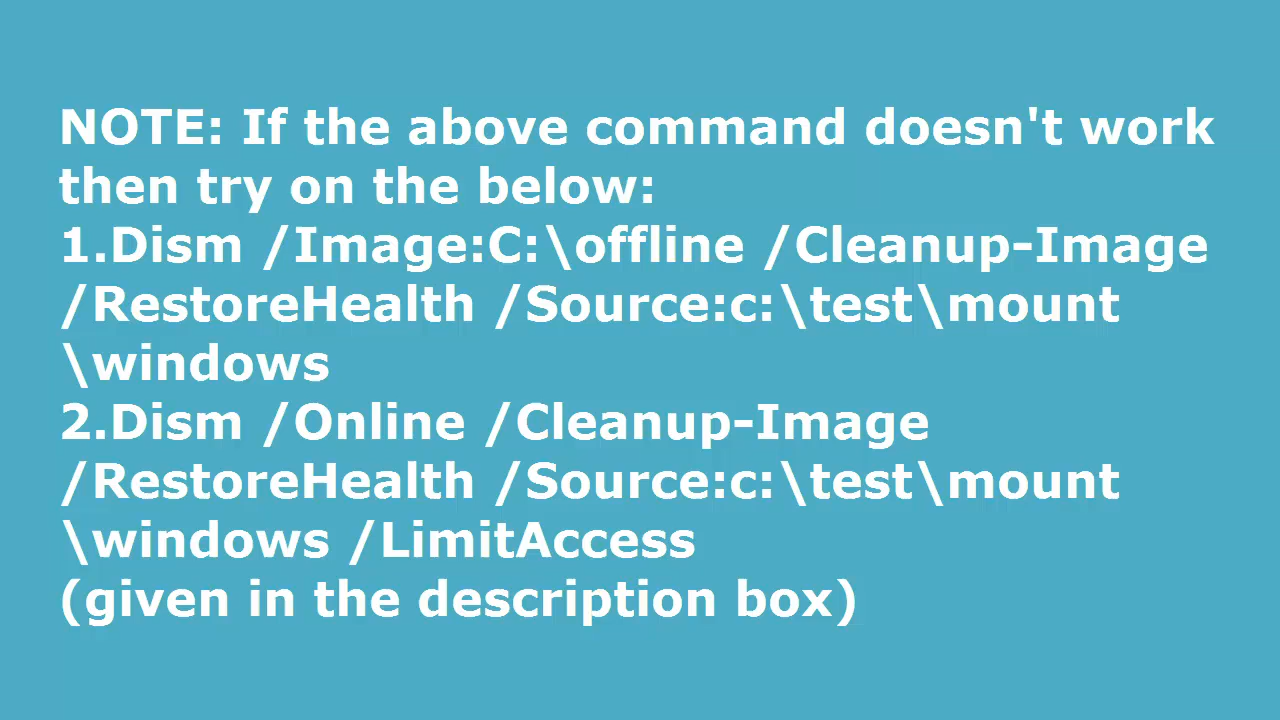 NOTE: If the above command doesn't work
then try on the below:
1.Dism /Image:C:\offline /Cleanup-Image
/RestoreHealth /Source:c:\test\mount
\windows
2.Dism /Online /Cleanup-Image
/RestoreHealth /Source:c:\test\mount
\windows /LimitAccess
(given in the description box)